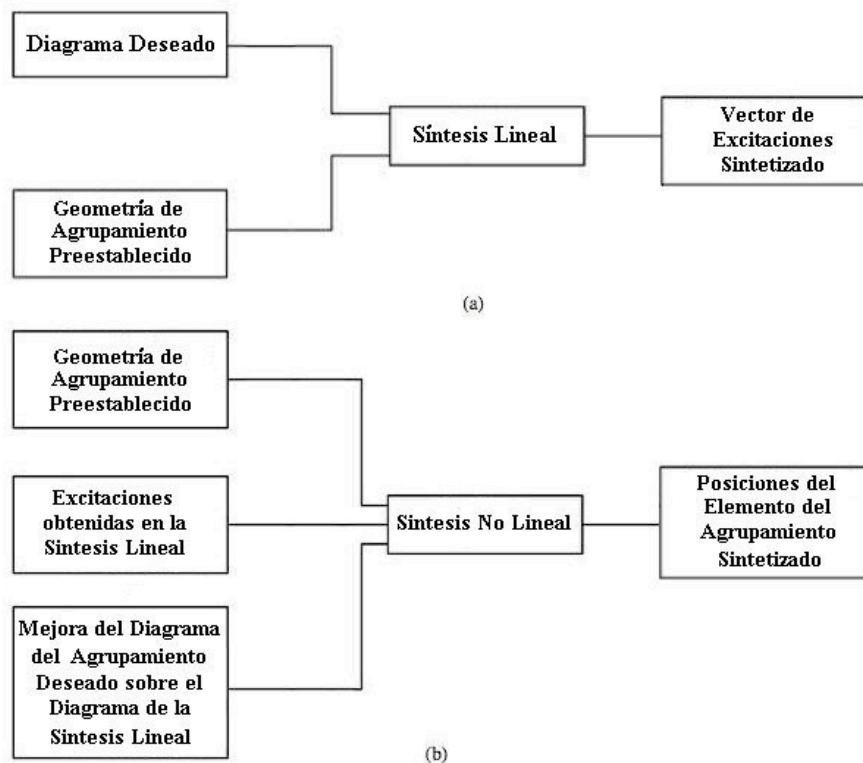 Diagrama Deseado
Síntesis Lineal
Vector de
Excitaciones
Sintetizado
Geometría de
Agrupamiento
Preestablecido
(a)
Geometría de
Agrupamiento
Preestablecido
Excitaciones
obtenidas en la
Sintesis Lineal
Sintesis No Lineal
Posiciones del
Elemento del
Agrupamiento
Sintetizado
Mejora del Diagrama
del Agrupamiento
Deseado sobre el
Diagrama de la
Sintesis Lineal
(b)